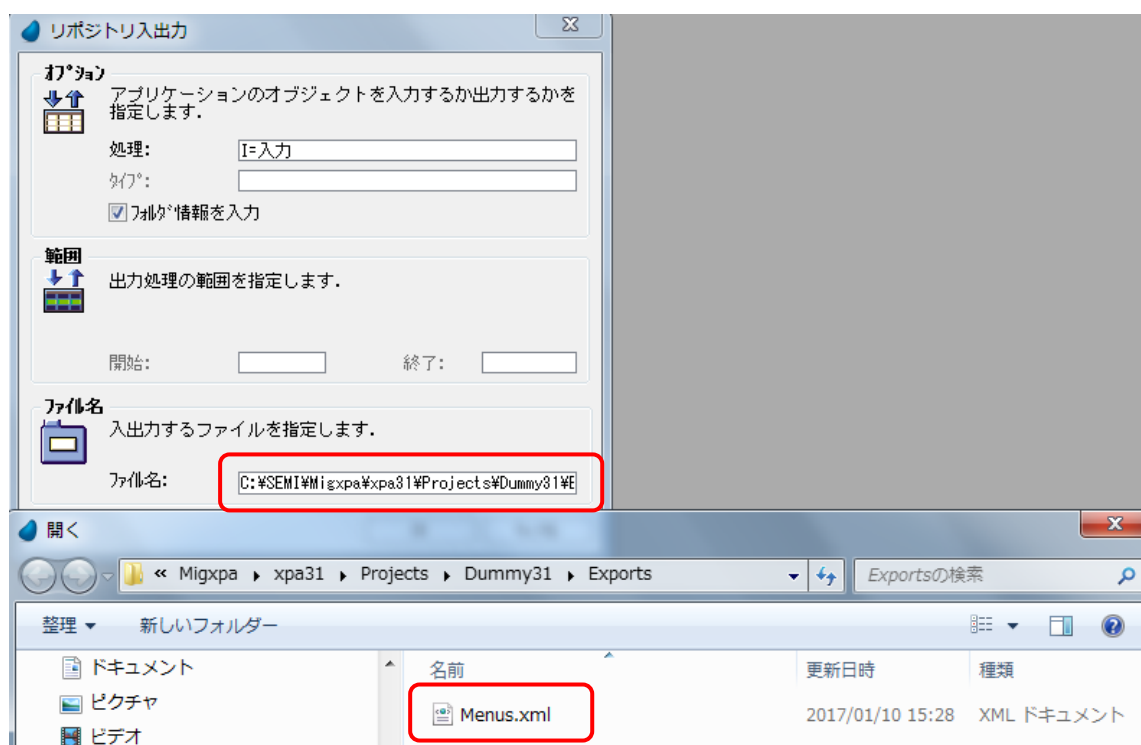 リポジトリ入出力
オプション
アプリケーションのオブジェクトを入力するか出力するかを
指定します.
処理: I=入力
タイプ:
フォルダ情報を入力
範囲
出力処理の範囲を指定します.
開始: 終了:
ファイル名
入出力するファイルを指定します.
ファイル名: C:¥SEMI¥Migxpa¥xpa31¥Projects¥Dummy31¥E
開く
« Migxpa ▸ xpa31 ▸ Projects ▸ Dummy31 ▸ Exports Exportsの検索
整理 新しいフォルダー
ドキュメント 名前 更新日時 種類
ピクチャ Menus.xml 2017/01/10 15:28 XML ドキュメント
ビデオ